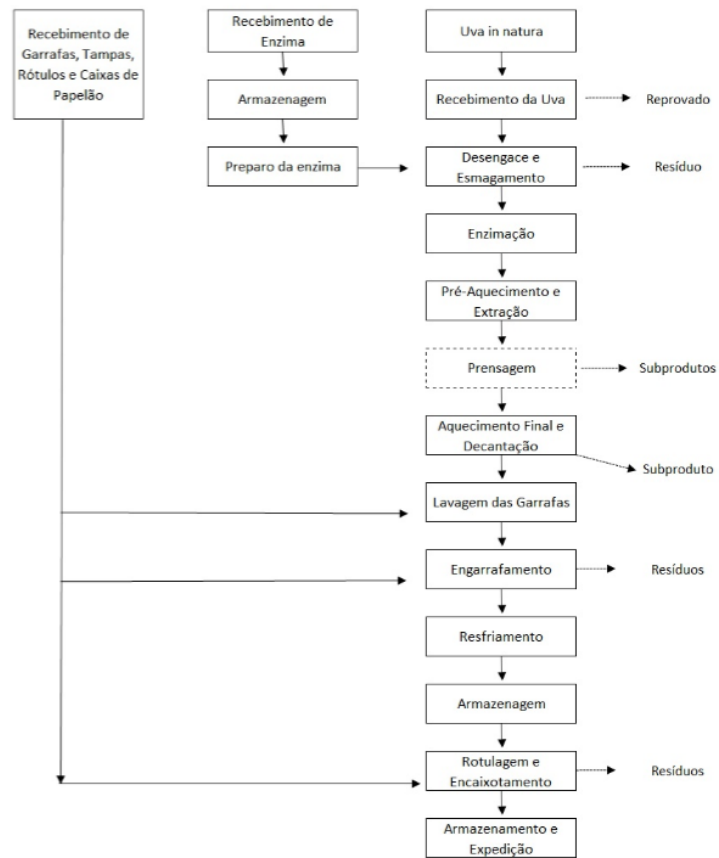 Recebimento de
Garrafas, Tampas,
Rótulos e Caixas de
Papelão
Recebimento de
Enzima
Armazenagem
Preparo da enzima
Uva in natura
Recebimento da Uva
Reprovado
Desengace e
Esmagamento
Resíduo
Enzimação
Pré-Aquecimento e
Extração
Prensagem
Subprodutos
Aquecimento Final e
Decantação
Subproduto
Lavagem das Garrafas
Engarrafamento
Resíduos
Resfriamento
Armazenagem
Rotulagem e
Encaixotamento
Resíduos
Armazenamento e
Expedição